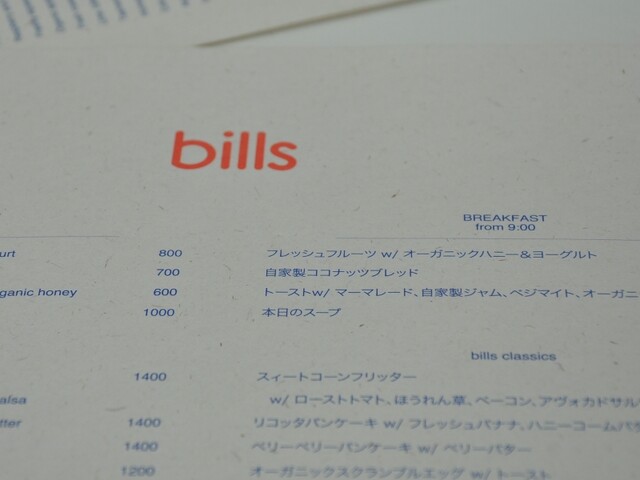 bills
BREAKFAST
from 9:00
urt 800 フレッシュフルーツ w/ オーガニックハニー＆ヨーグルト
700 自家製ココナッツブレッド
ganic honey 600 トーストw/ マーマレード、自家製ジャム、ベジマイト、オーガニ
1000 本日のスープ
bills classics
1400 スィートコーンフリッター
alsa w/ ローストトマト、ほうれん草、ベーコン、アヴォカドサル
tter 1400 リコッタパンケーキ w/ フレッシュバナナ、ハニーコームバタ
1400 ベリーベリーパンケーキ w/ ベリーバター
1200 オーガニックスクランブルエッグ w/ トースト